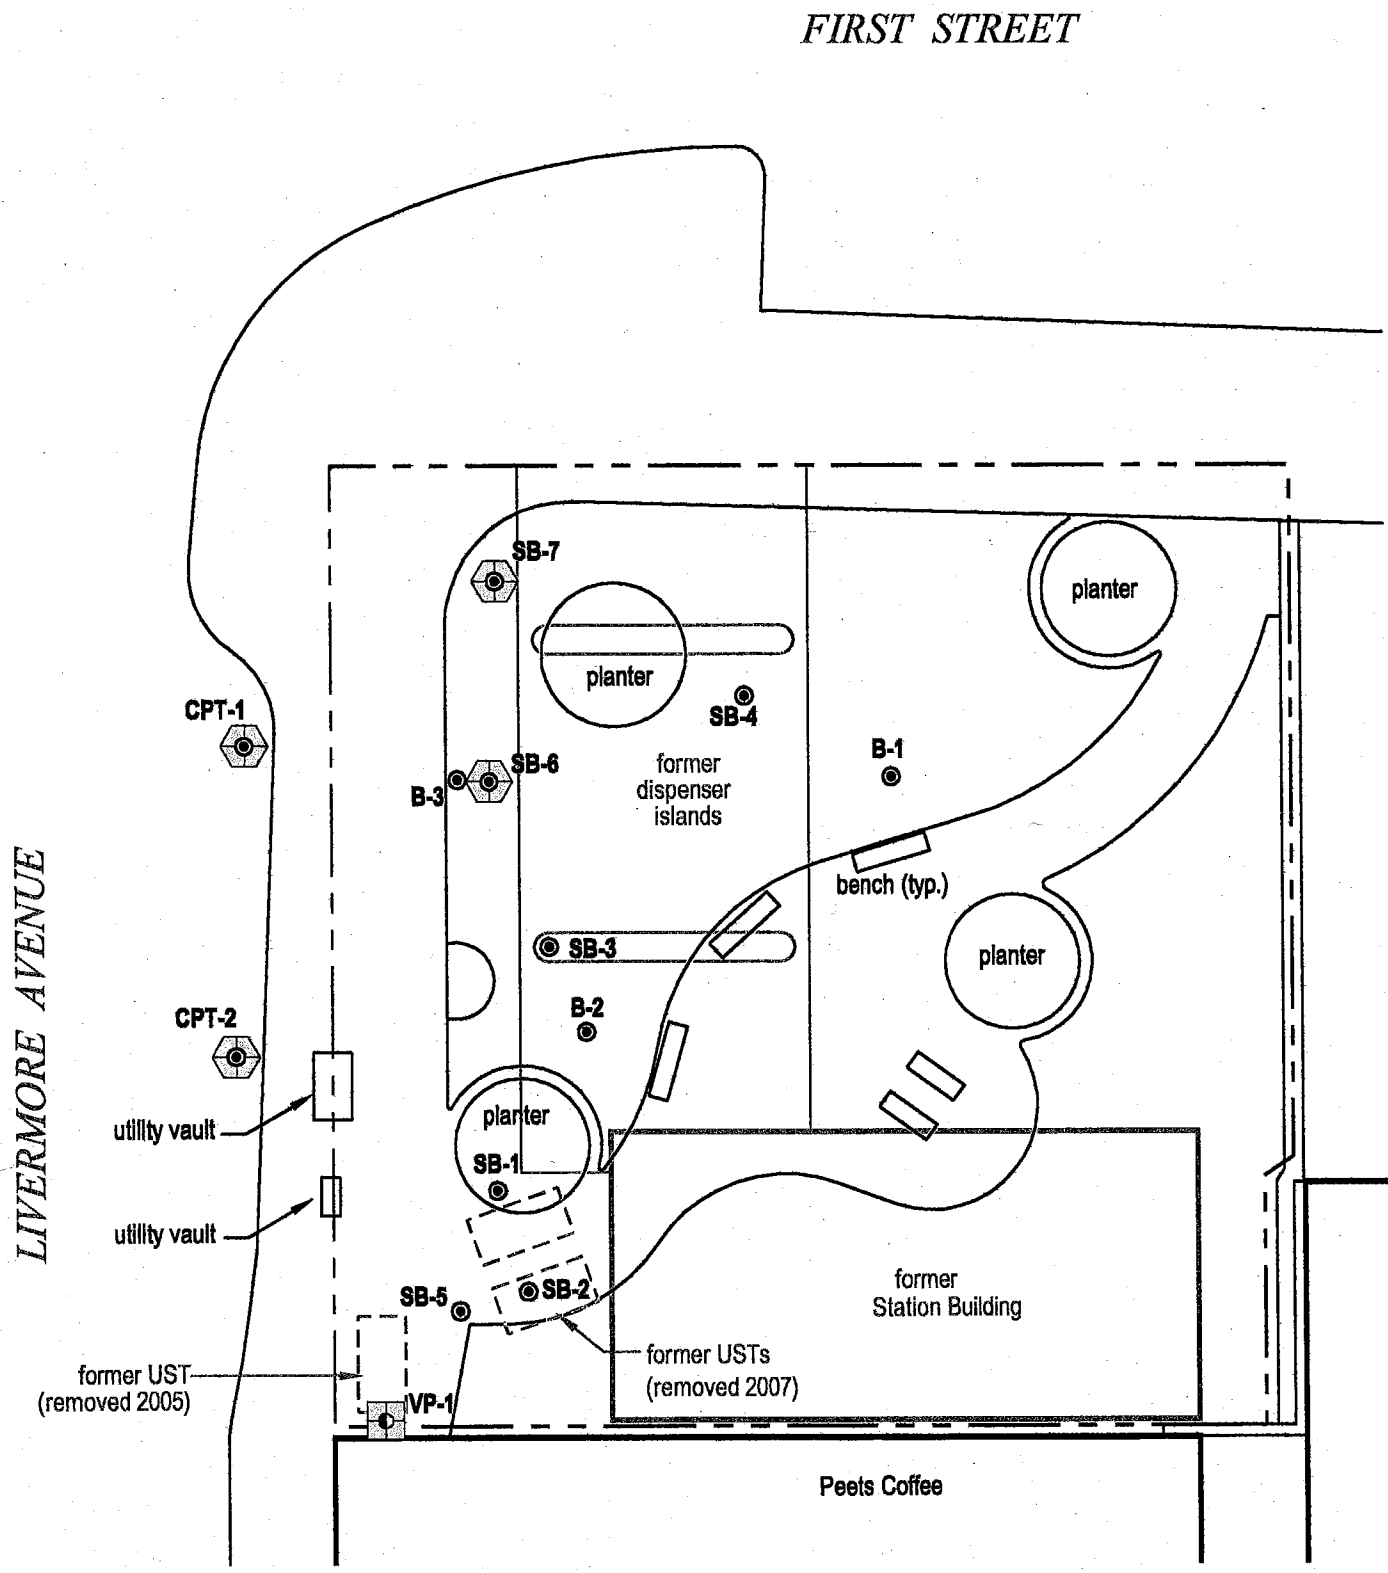 FIRST STREET
SB-7
planter
planter
SB-4
CPT-1
B-1
SB-6
B-3
former
dispenser
islands
bench (typ.)
LIVERMORE AVENUE
SB-3
planter
B-2
CPT-2
planter
utility vault
SB-1
utility vault
SB-2
SB-5
former
Station Building
former USTs
(removed 2007)
former UST
(removed 2005)
VP-1
Peets Coffee